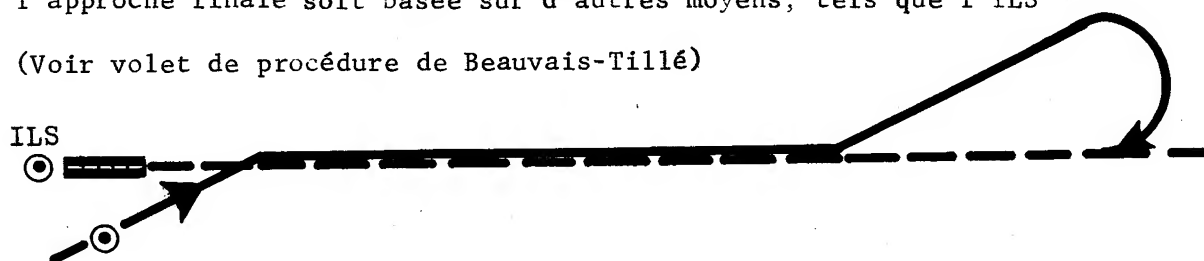 l'approche finale soit basée sur d'autres moyens, tels que l'ILS
(Voir volet de procédure de Beauvais-Tillé)
ILS